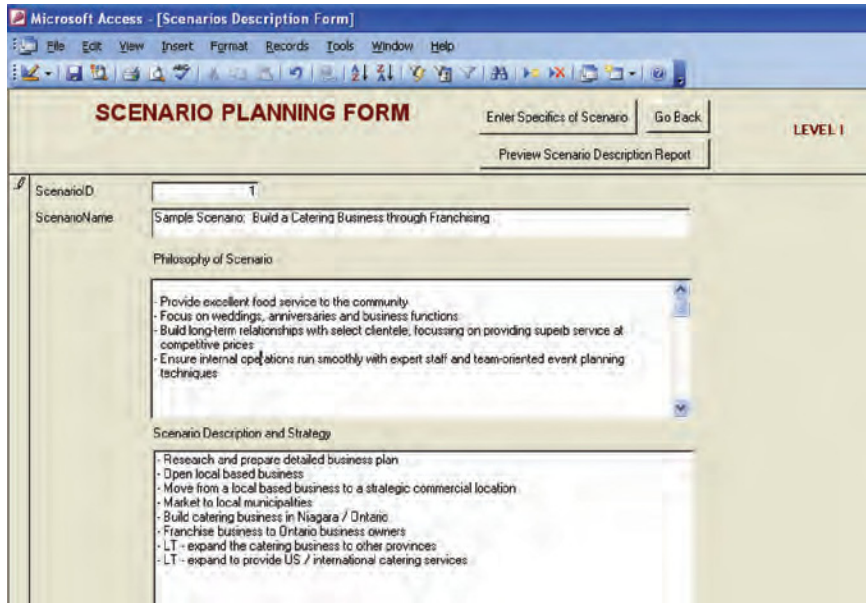 Microsoft Access - [Scenarios Description Form]
File Edit View Insert Format Records Tools Window Help
SCENARIO PLANNING FORM
Enter Specifics of Scenario
Go Back
LEVEL I
Preview Scenario Description Report
ScenarioID
1
ScenarioName
Sample Scenario: Build a Catering Business through Franchising
Philosophy of Scenario
- Provide excellent food service to the community
- Focus on weddings, anniversaries and business functions
- Build long-term relationships with select clientele, focussing on providing superb service at
competitive prices
- Ensure internal operations run smoothly with expert staff and team-oriented event planning
techniques
Scenario Description and Strategy
- Research and prepare detailed business plan
- Open local based business
- Move from a local based business to a strategic commercial location
- Market to local municipalties
- Build catering business in Niagara / Ontario
- Franchise business to Ontario business owners
- LT - expand the catering business to other provinces
- LT - expand to provide US / international catering services